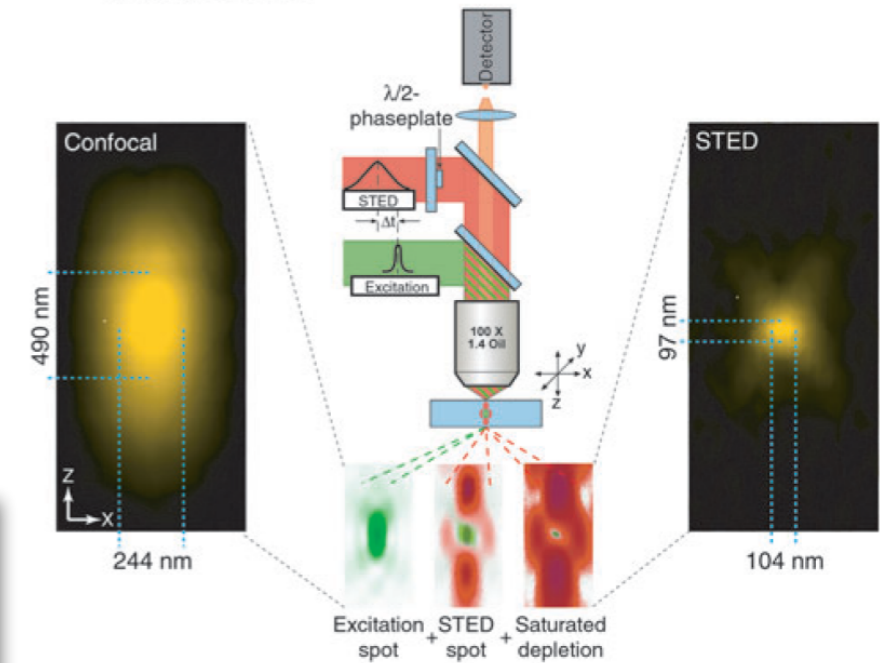 Detector
λ/2-
phaseplate
Confocal
STED
STED
Δt
Excitation
490 nm
97 nm
100 X
1.4 Oil
y
x
z
Z
X
244 nm
104 nm
Excitation + STED + Saturated
spot spot depletion